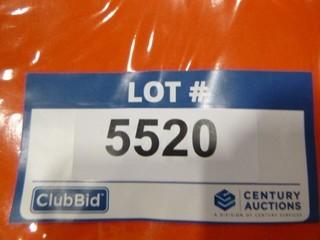 LOT #
5520
ClubBid
CENTURY
AUCTIONS
A DIVISION OF CENTURY SERVICES